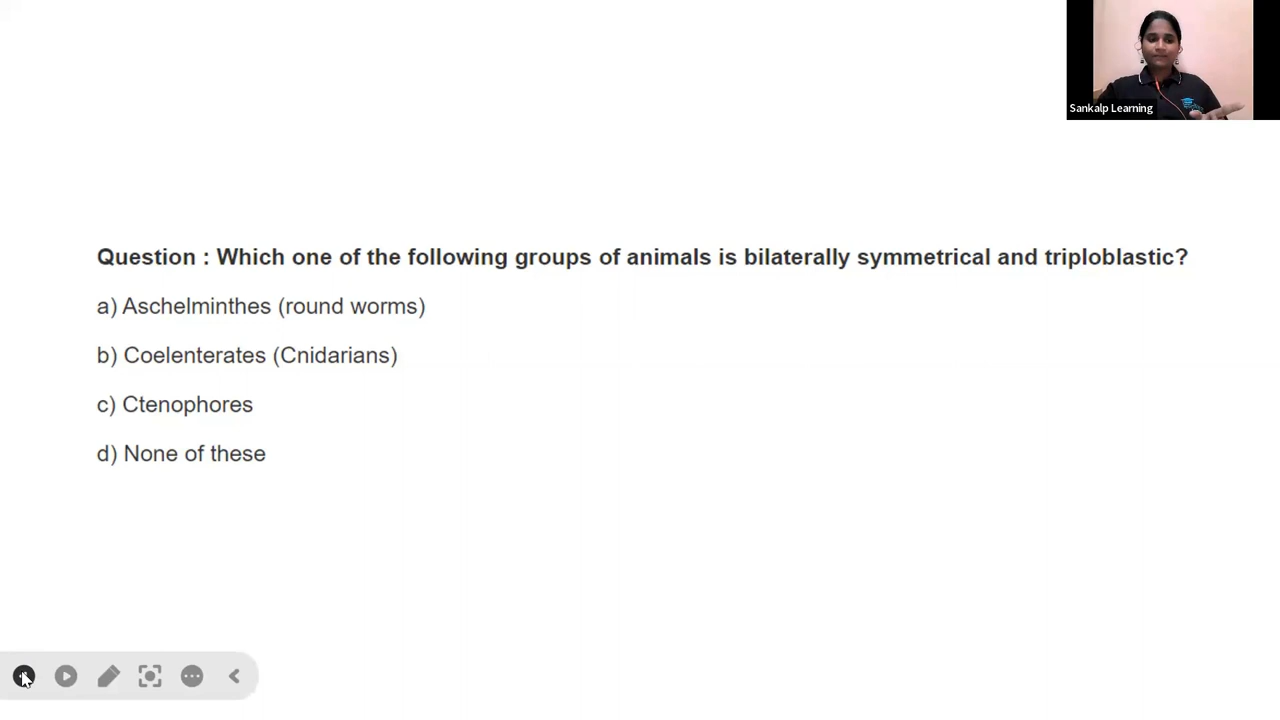 Sankalp Learning
Question : Which one of the following groups of animals is bilaterally symmetrical and triploblastic?
a) Aschelminthes (round worms)
b) Coelenterates (Cnidarians)
c) Ctenophores
d) None of these